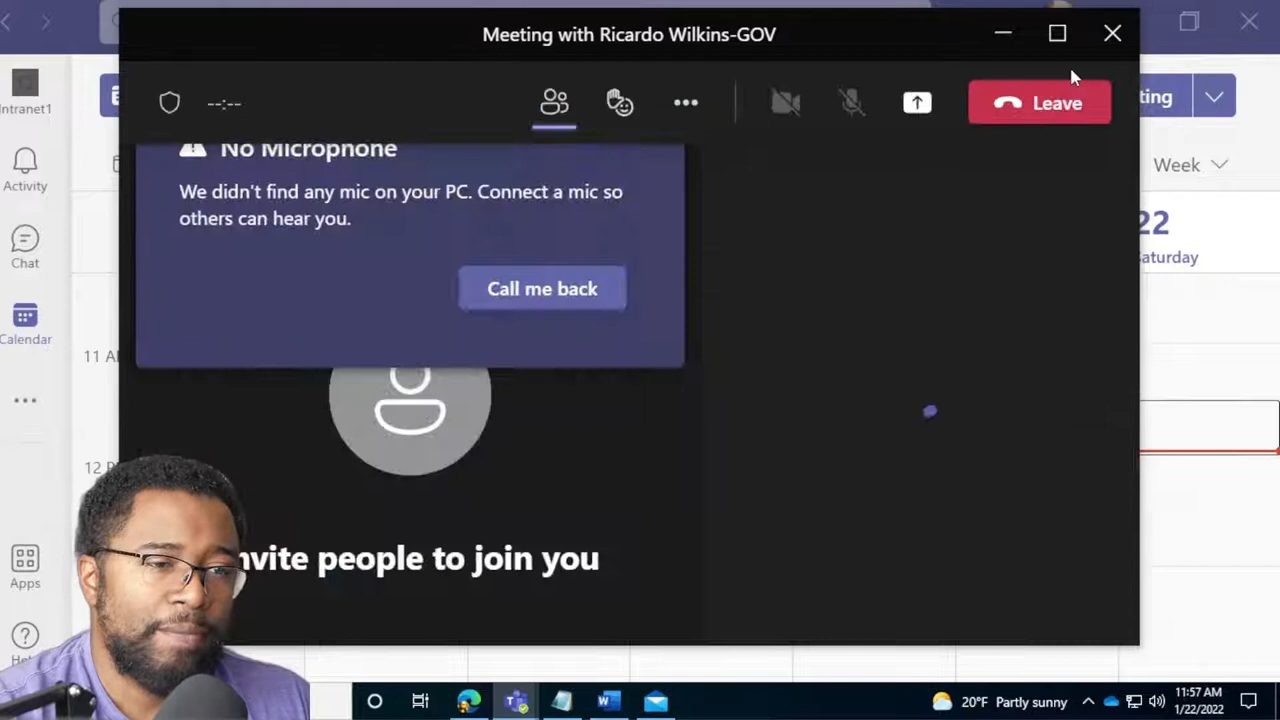 Meeting with Ricardo Wilkins-GOV
Intranet1
--:--
Leave
ting
Activity
No Microphone
We didn't find any mic on your PC. Connect a mic so
others can hear you.
Call me back
Week
22
aturday
Chat
Calendar
11 A
12 P
nvite people to join you
Apps
Hel
20°F Partly sunny
11:57 AM
1/22/2022